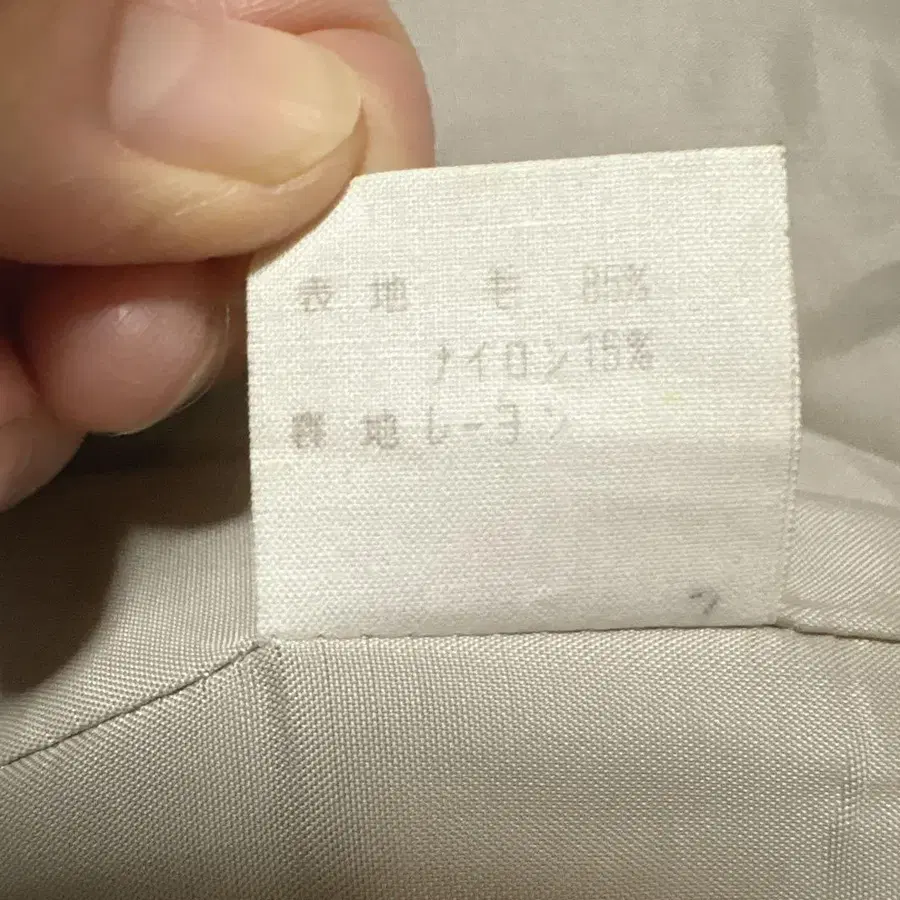 表地 毛 85%
ナイロン15%
裏地レーヨン